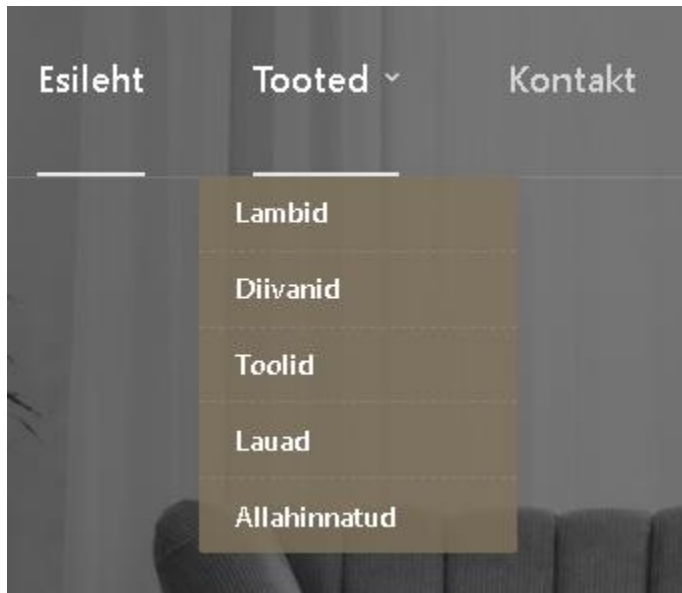 Esileht Tooted Kontakt
Lambid
Diivanid
Toolid
Lauad
Allahinnatud